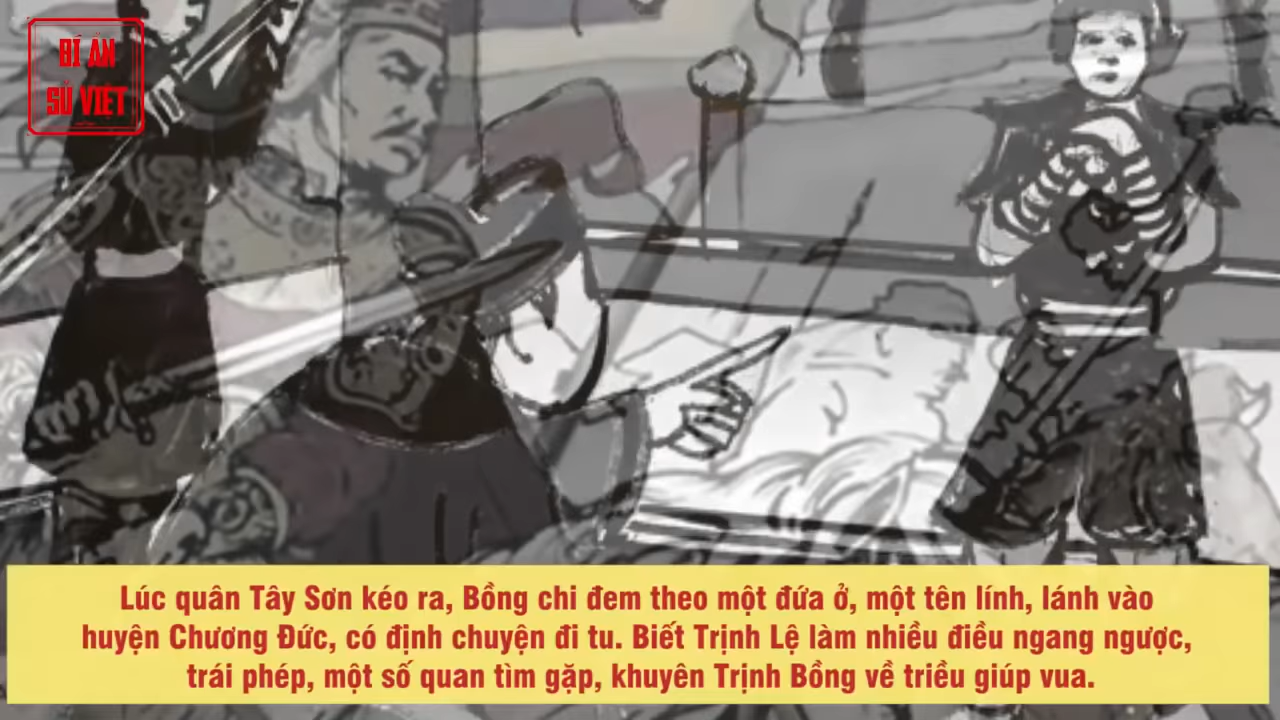 BÍ ẨN
SỬ VIỆT
Lúc quân Tây Sơn kéo ra, Bồng chi đem theo một đứa ở, một tên lính, lánh vào
huyện Chương Đức, có định chuyện đi tu. Biết Trịnh Lệ làm nhiều điều ngang ngược,
trái phép, một số quan tìm gặp, khuyên Trịnh Bồng về triều giúp vua.